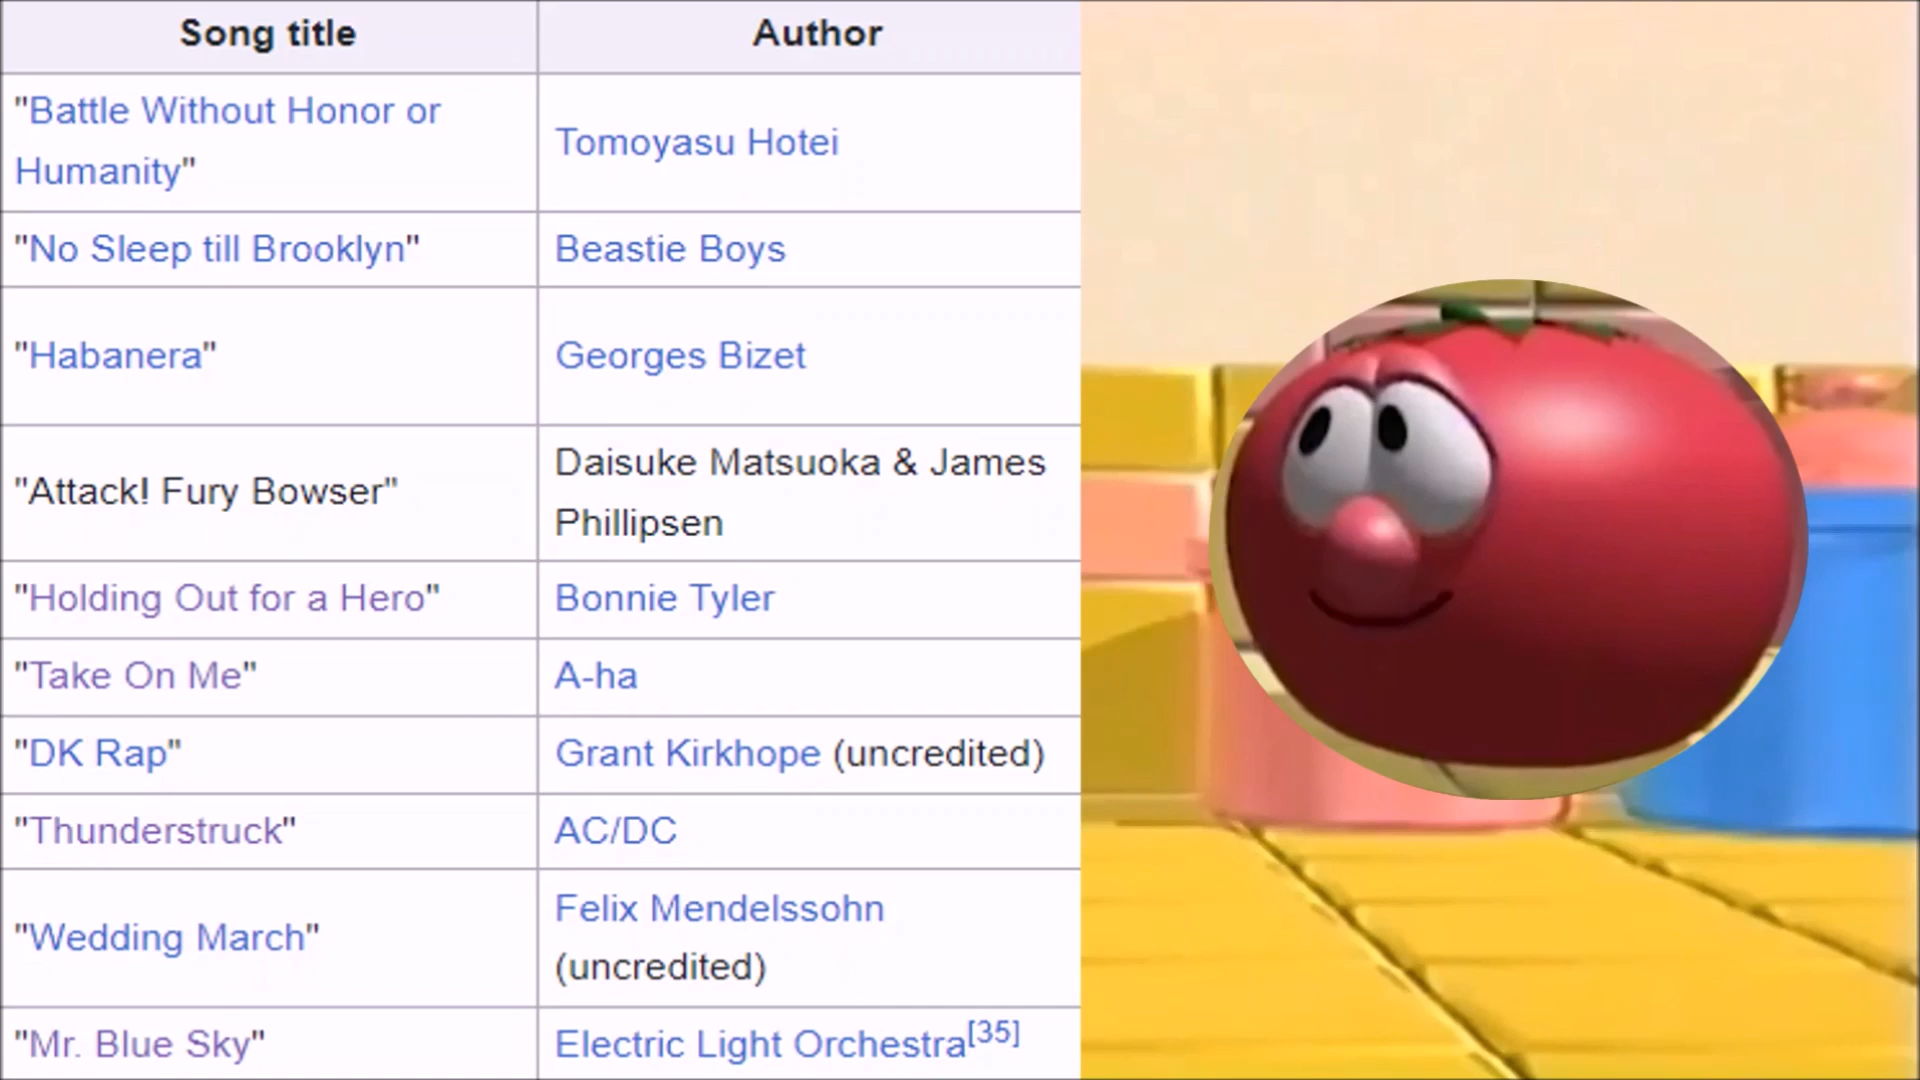 Song title
Author
"Battle Without Honor or
Humanity"
Tomoyasu Hotei
"No Sleep till Brooklyn"
Beastie Boys
"Habanera"
Georges Bizet
"Attack! Fury Bowser"
Daisuke Matsuoka & James
Phillipsen
"Holding Out for a Hero"
Bonnie Tyler
"Take On Me"
A-ha
"DK Rap"
Grant Kirkhope (uncredited)
"Thunderstruck"
AC/DC
"Wedding March"
Felix Mendelssohn
(uncredited)
"Mr. Blue Sky"
Electric Light Orchestra[35]